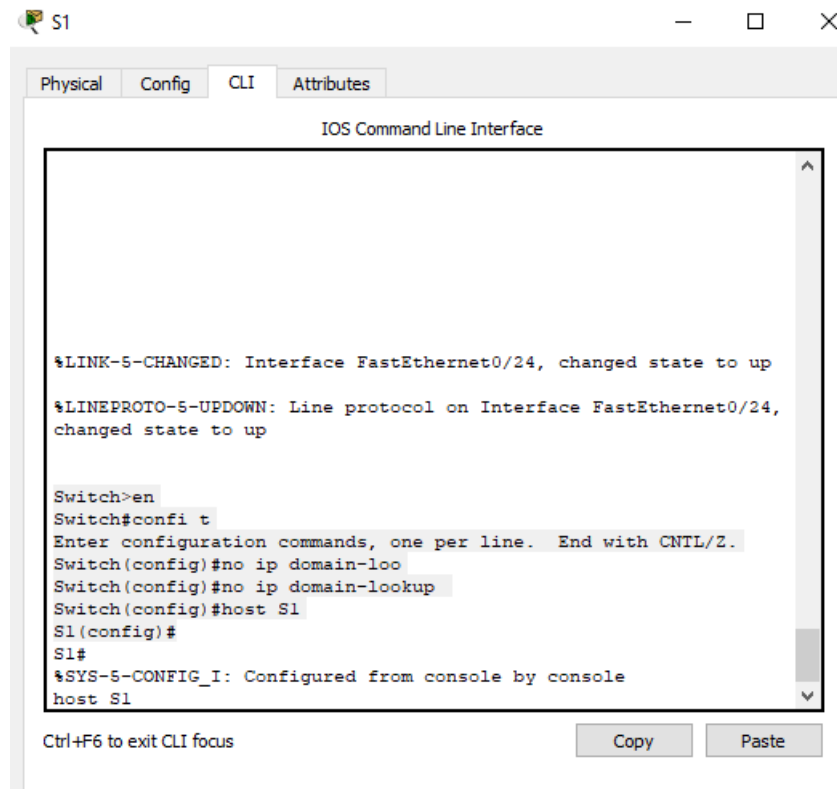 S1
Physical Config CLI Attributes
IOS Command Line Interface
%LINK-5-CHANGED: Interface FastEthernet0/24, changed state to up
%LINEPROTO-5-UPDOWN: Line protocol on Interface FastEthernet0/24,
changed state to up
Switch>en
Switch#confi t
Enter configuration commands, one per line.  End with CNTL/Z.
Switch(config)#no ip domain-loo
Switch(config)#no ip domain-lookup
Switch(config)#host S1
S1(config)#
S1#
%SYS-5-CONFIG_I: Configured from console by console
host S1
Ctrl+F6 to exit CLI focus Copy Paste